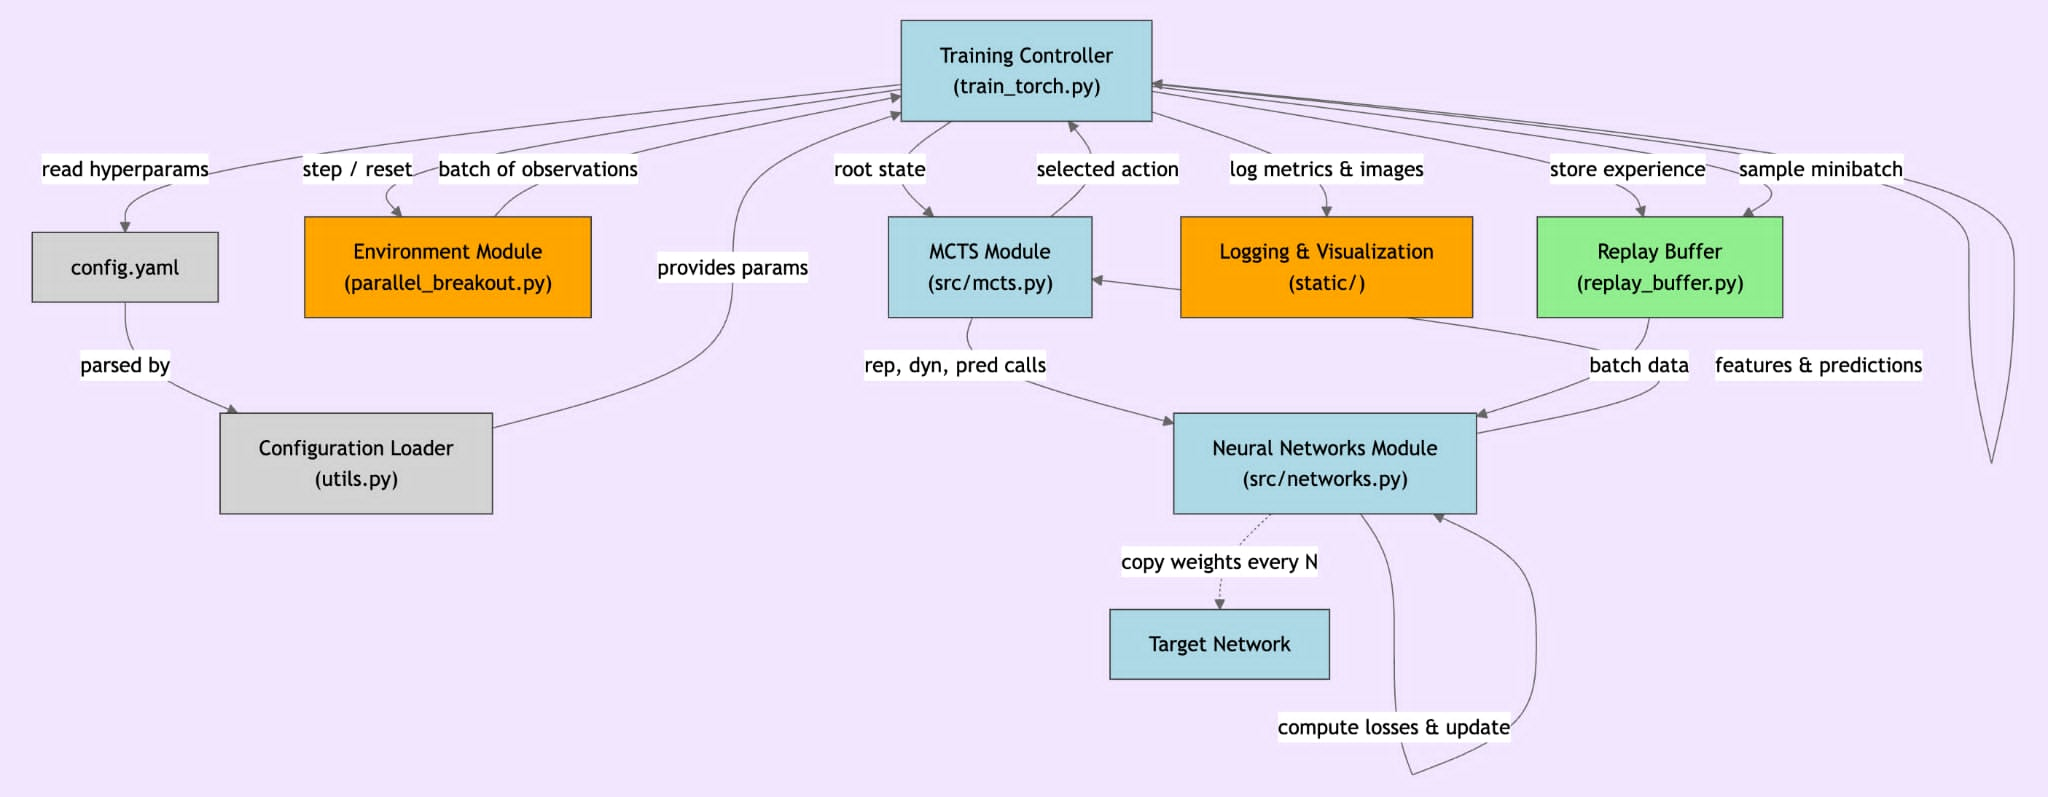 Training Controller
(train_torch.py)
read hyperparams
step / reset
batch of observations
root state
selected action
log metrics & images
store experience
sample minibatch
config.yaml
Environment Module
(parallel_breakout.py)
provides params
MCTS Module
(src/mcts.py)
Logging & Visualization
(static/)
Replay Buffer
(replay_buffer.py)
parsed by
rep, dyn, pred calls
batch data
features & predictions
Configuration Loader
(utils.py)
Neural Networks Module
(src/networks.py)
copy weights every N
Target Network
compute losses & update